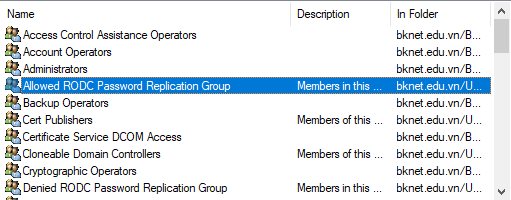 Name Description In Folder
Access Control Assistance Operators bknet.edu.vn/B...
Account Operators bknet.edu.vn/B...
Administrators bknet.edu.vn/B...
Allowed RODC Password Replication Group Members in this ... bknet.edu.vn/U...
Backup Operators bknet.edu.vn/B...
Cert Publishers Members of this ... bknet.edu.vn/U...
Certificate Service DCOM Access bknet.edu.vn/B...
Cloneable Domain Controllers Members of this ... bknet.edu.vn/U...
Cryptographic Operators bknet.edu.vn/B...
Denied RODC Password Replication Group Members in this ... bknet.edu.vn/U...